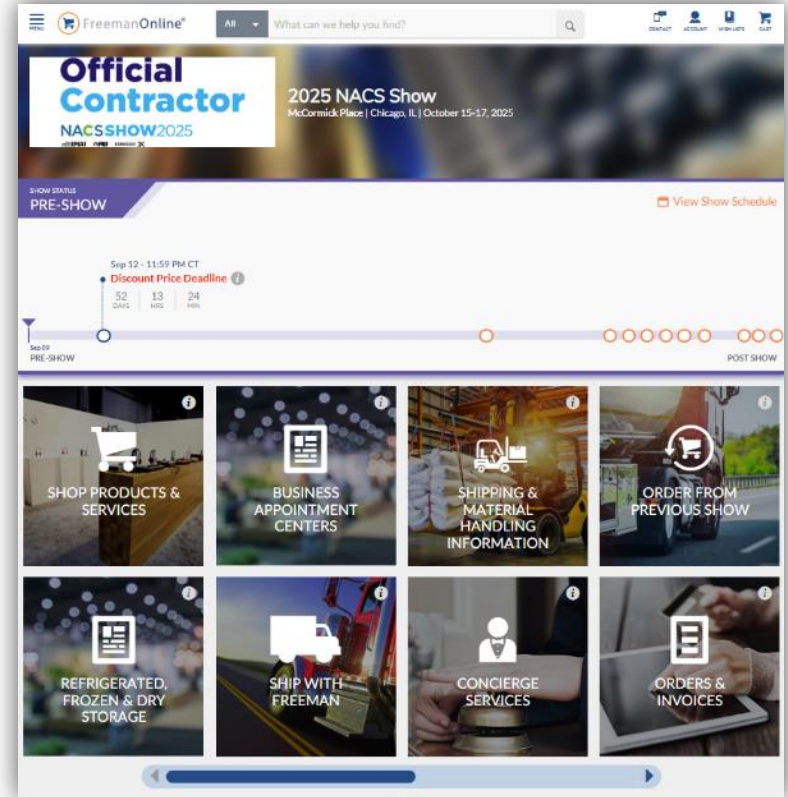 MENU
FreemanOnline®
All
What can we help you find?
CONTACT
ACCOUNT
WISH LISTS
CART
Official
Contractor
NACSSHOW2025
2025 NACS Show
McCormick Place | Chicago, IL | October 15-17, 2025
SHOW STATUS
PRE-SHOW
View Show Schedule
Sep 12 - 11:59 PM CT
Discount Price Deadline
52 13 24
DAYS HRS MIN
Sep 09
PRE-SHOW
POST SHOW
SHOP PRODUCTS &
SERVICES
BUSINESS
APPOINTMENT
CENTERS
SHIPPING &
MATERIAL
HANDLING
INFORMATION
ORDER FROM
PREVIOUS SHOW
REFRIGERATED,
FROZEN & DRY
STORAGE
SHIP WITH
FREEMAN
CONCIERGE
SERVICES
ORDERS &
INVOICES